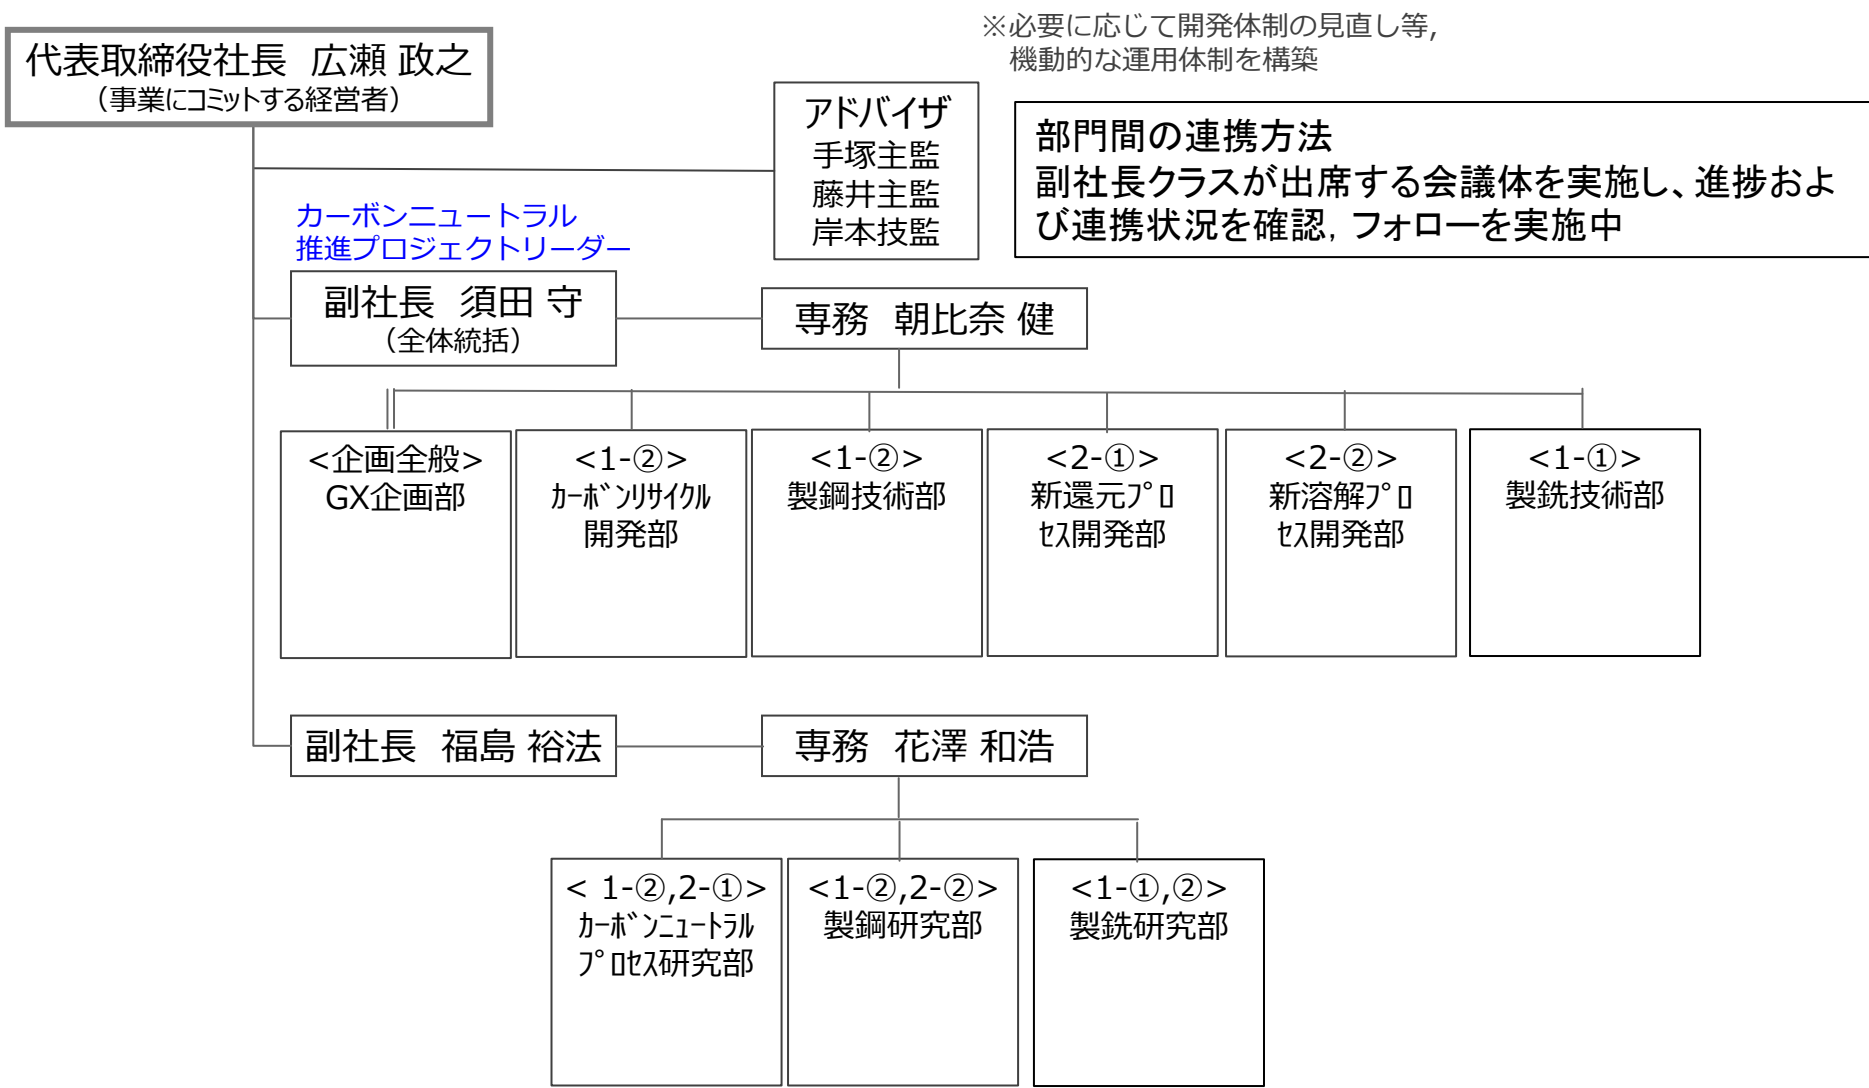 ※必要に応じて開発体制の見直し等,
機動的な運用体制を構築
代表取締役社長 広瀬 政之
（事業にｺﾐｯﾄする経営者）
アドバイザ
手塚主監
藤井主監
岸本技監
部門間の連携方法
副社長クラスが出席する会議体を実施し、進捗およ
び連携状況を確認, フォローを実施中
カーボンニュートラル
推進プロジェクトリーダー
副社長 須田 守
（全体統括）
専務 朝比奈 健
<企画全般>
GX企画部
<1-②>
ｶｰﾎﾞﾝﾘｻｲｸﾙ
開発部
<1-②>
製鋼技術部
<2-①>
新還元ﾌﾟﾛ
ｾｽ開発部
<2-②>
新溶解ﾌﾟﾛ
ｾｽ開発部
<1-①>
製銑技術部
副社長 福島 裕法
専務 花澤 和浩
< 1-②,2-①>
ｶｰﾎﾞﾝﾆｭｰﾄﾗﾙ
ﾌﾟﾛｾｽ研究部
<1-②,2-②>
製鋼研究部
<1-①,②>
製銑研究部